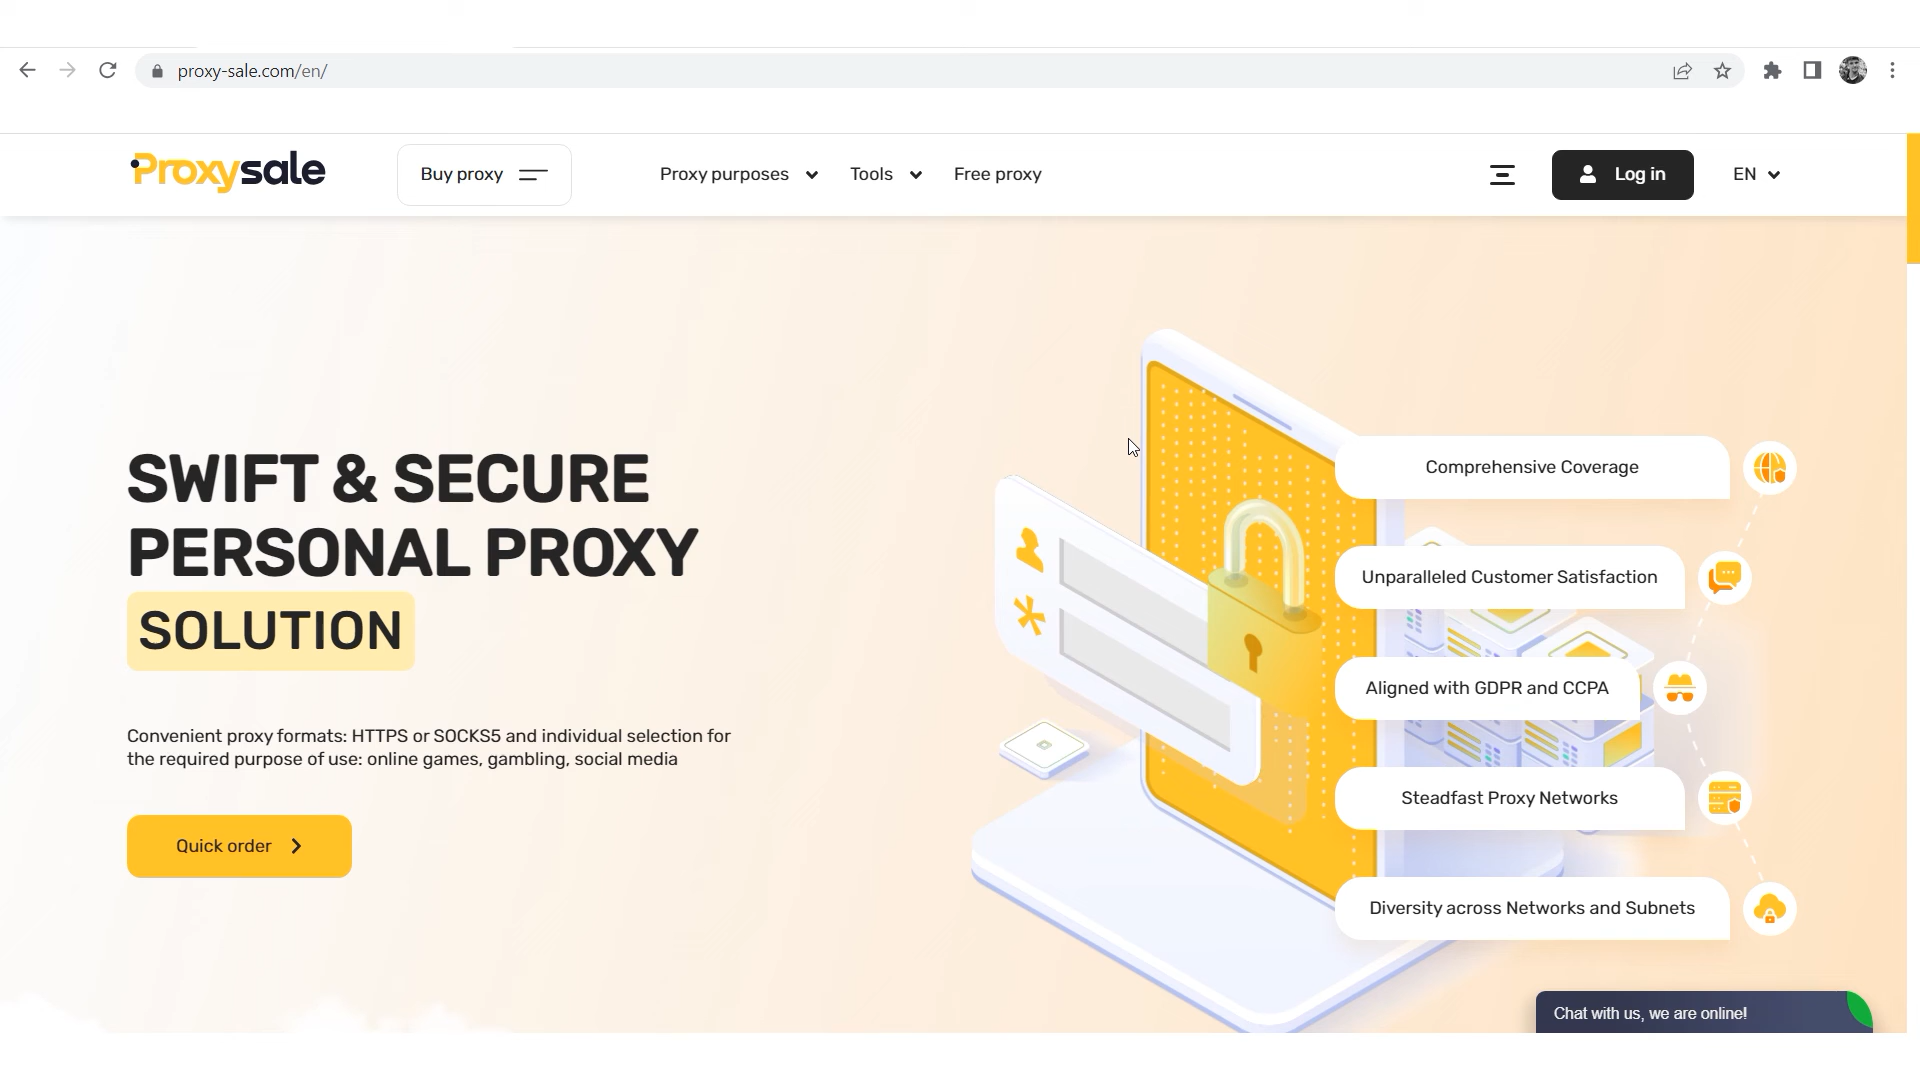 proxy-sale.com/en/
Proxysale
Buy proxy
Proxy purposes
Tools
Free proxy
Log in
EN
SWIFT & SECURE
PERSONAL PROXY
SOLUTION
Convenient proxy formats: HTTPS or SOCKS5 and individual selection for
the required purpose of use: online games, gambling, social media
Quick order
Comprehensive Coverage
Unparalleled Customer Satisfaction
Aligned with GDPR and CCPA
Steadfast Proxy Networks
Diversity across Networks and Subnets
Chat with us, we are online!